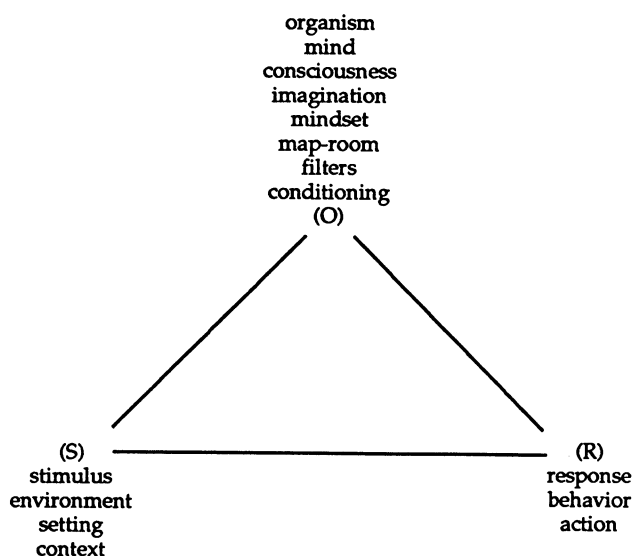 organism
mind
consciousness
imagination
mindset
map-room
filters
conditioning
(O)
(S)
stimulus
environment
setting
context
(R)
response
behavior
action